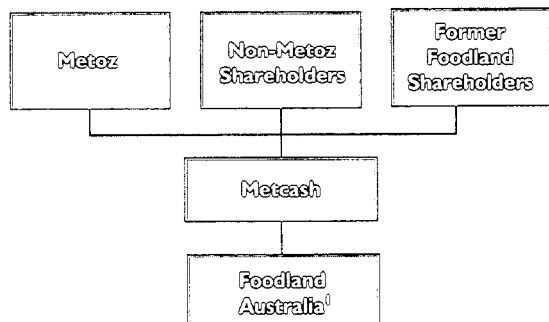 Metoz
Non-Metoz
Shareholders
Former
Foodland
Shareholders
Metcash
Foodland
Australia¹